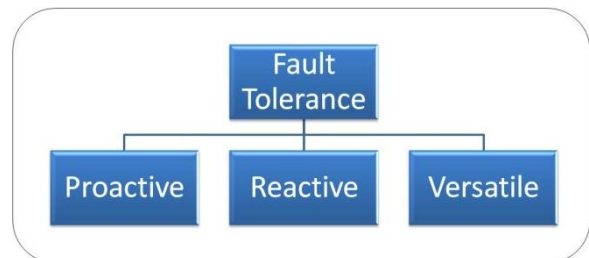 Fault
Tolerance
Proactive
Reactive
Versatile